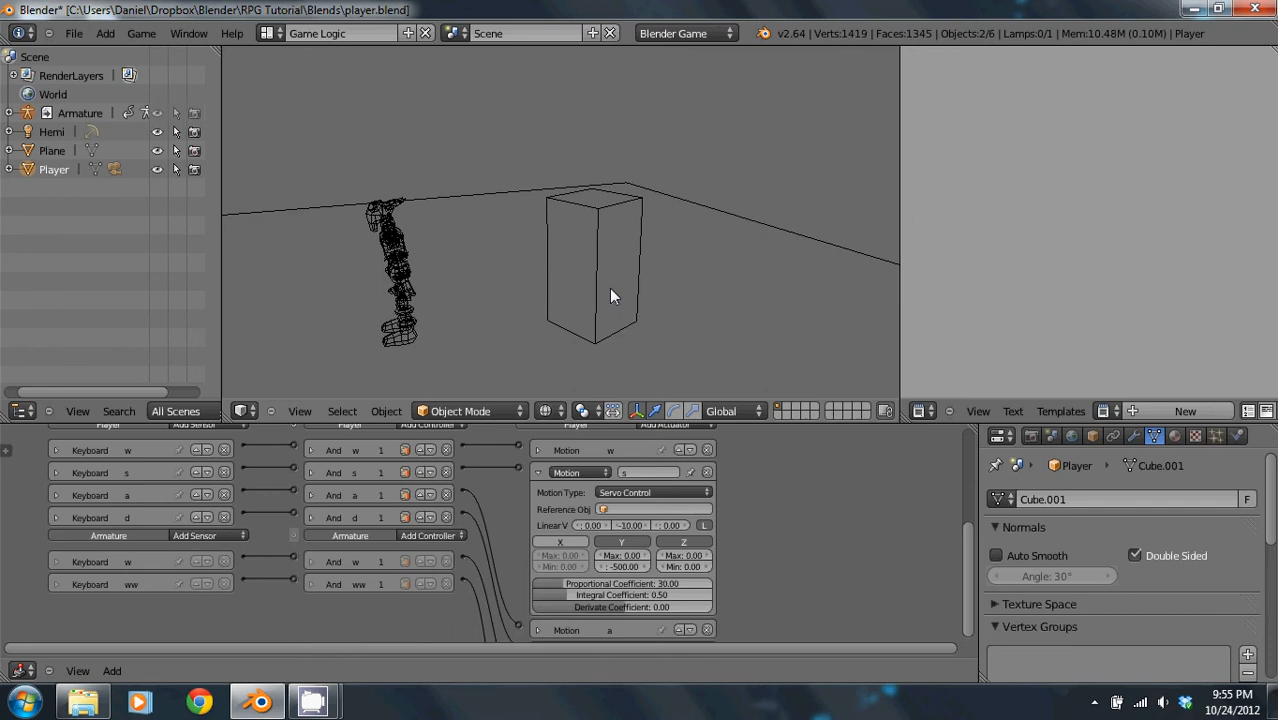 Blender* [C:\Users\Daniel\Dropbox\Blender\RPG Tutorial\Blends\player.blend]
File Add Game Window Help Game Logic Scene Blender Game v2.64 | Verts:1419 | Faces:1345 | Objects:2/6 | Lamps:0/1 | Mem:10.48M (0.10M) | Player
Scene
RenderLayers |
World
Armature |
Hemi |
Plane |
Player |
View Search All Scenes
View Select Object Object Mode Global
View Text Templates New
Player Add Sensor Player Add Controller Player Add Actuator
Keyboard w And w 1 Motion w
Keyboard s And s 1 Motion s
Keyboard a And a 1 Motion Type: Servo Control
Reference Obj
Keyboard d And d 1 Linear V : 0.00 -10.00 : 0.00 L
Armature Add Sensor Armature Add Controller X Y Z
Max: 0.00 Max: 0.00 Max: 0.00
Keyboard w And w 1 Min: 0.00 : -500.00 Min: 0.00
Keyboard ww And ww 1 Proportional Coefficient: 30.00
Integral Coefficient: 0.50
Derivate Coefficient: 0.00
Motion a
View Add
Player Cube.001
Cube.001 F
Normals
Auto Smooth Double Sided
Angle: 30°
Texture Space
Vertex Groups
9:55 PM
10/24/2012